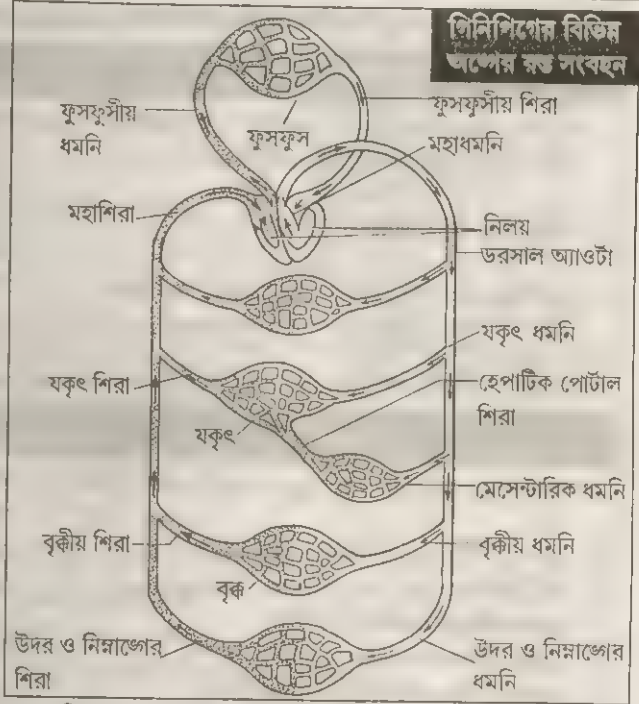 গিনিপিগের বিভিন্ন
অঙ্গের রক্ত সংবহন
ফুসফুসীয়
ধমনি
ফুসফুস
ফুসফুসীয় শিরা
মহাধমনি
মহাশিরা
নিলয়
ডরসাল অ্যাওর্টা
যকৃৎ ধমনি
যকৃৎ শিরা
হেপাটিক পোর্টাল
শিরা
যকৃৎ
মেসেন্টারিক ধমনি
বৃক্কীয় শিরা
বৃক্কীয় ধমনি
বৃক্ক
উদর ও নিম্নাঙ্গের
শিরা
উদর ও নিম্নাঙ্গের
ধমনি